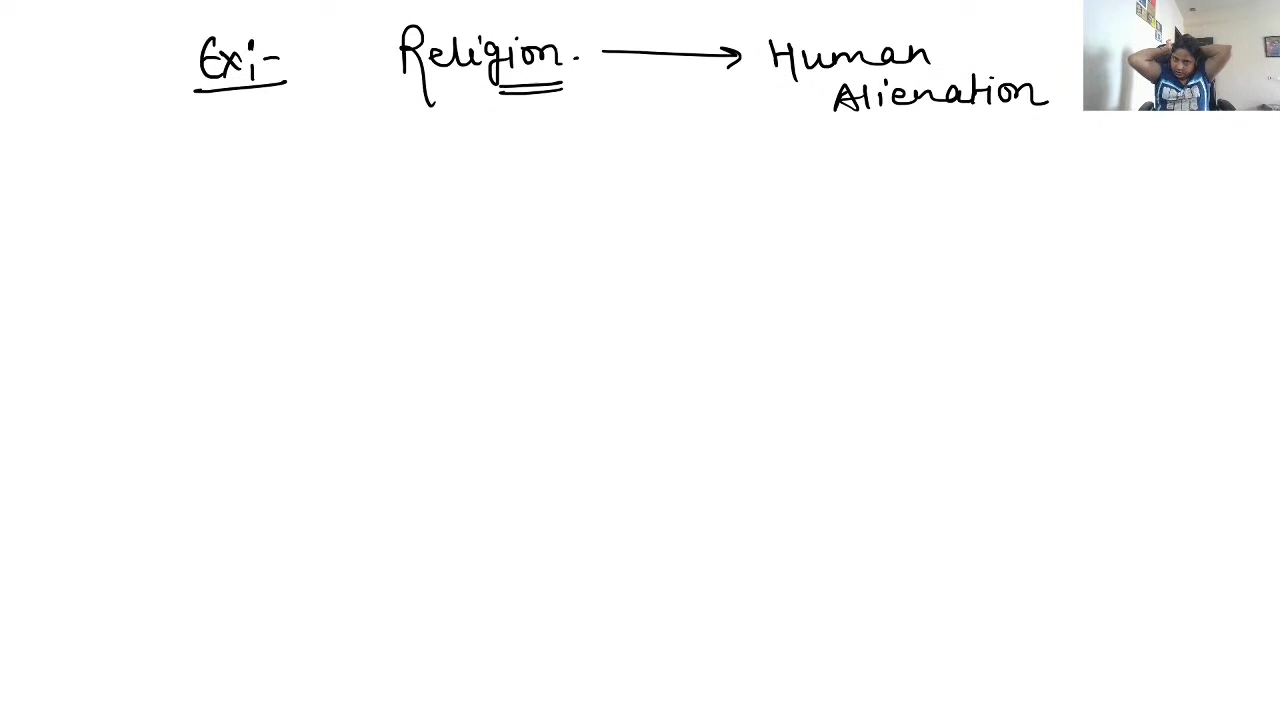 Ex:- Religion. → Human
Alienation